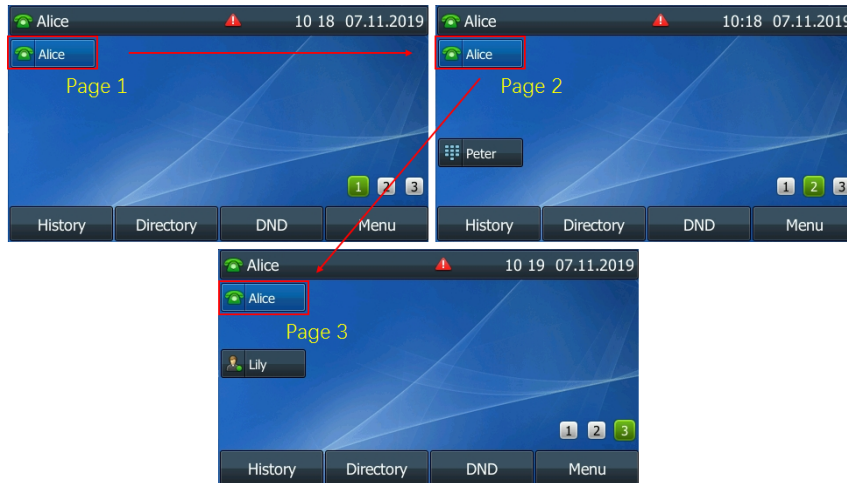 Alice 10 18 07.11.2019
Alice
Page 1
1 2 3
History Directory DND Menu
Alice 10:18 07.11.2019
Alice
Page 2
Peter
1 2 3
History Directory DND Menu
Alice 10 19 07.11.2019
Alice
Page 3
Lily
1 2 3
History Directory DND Menu